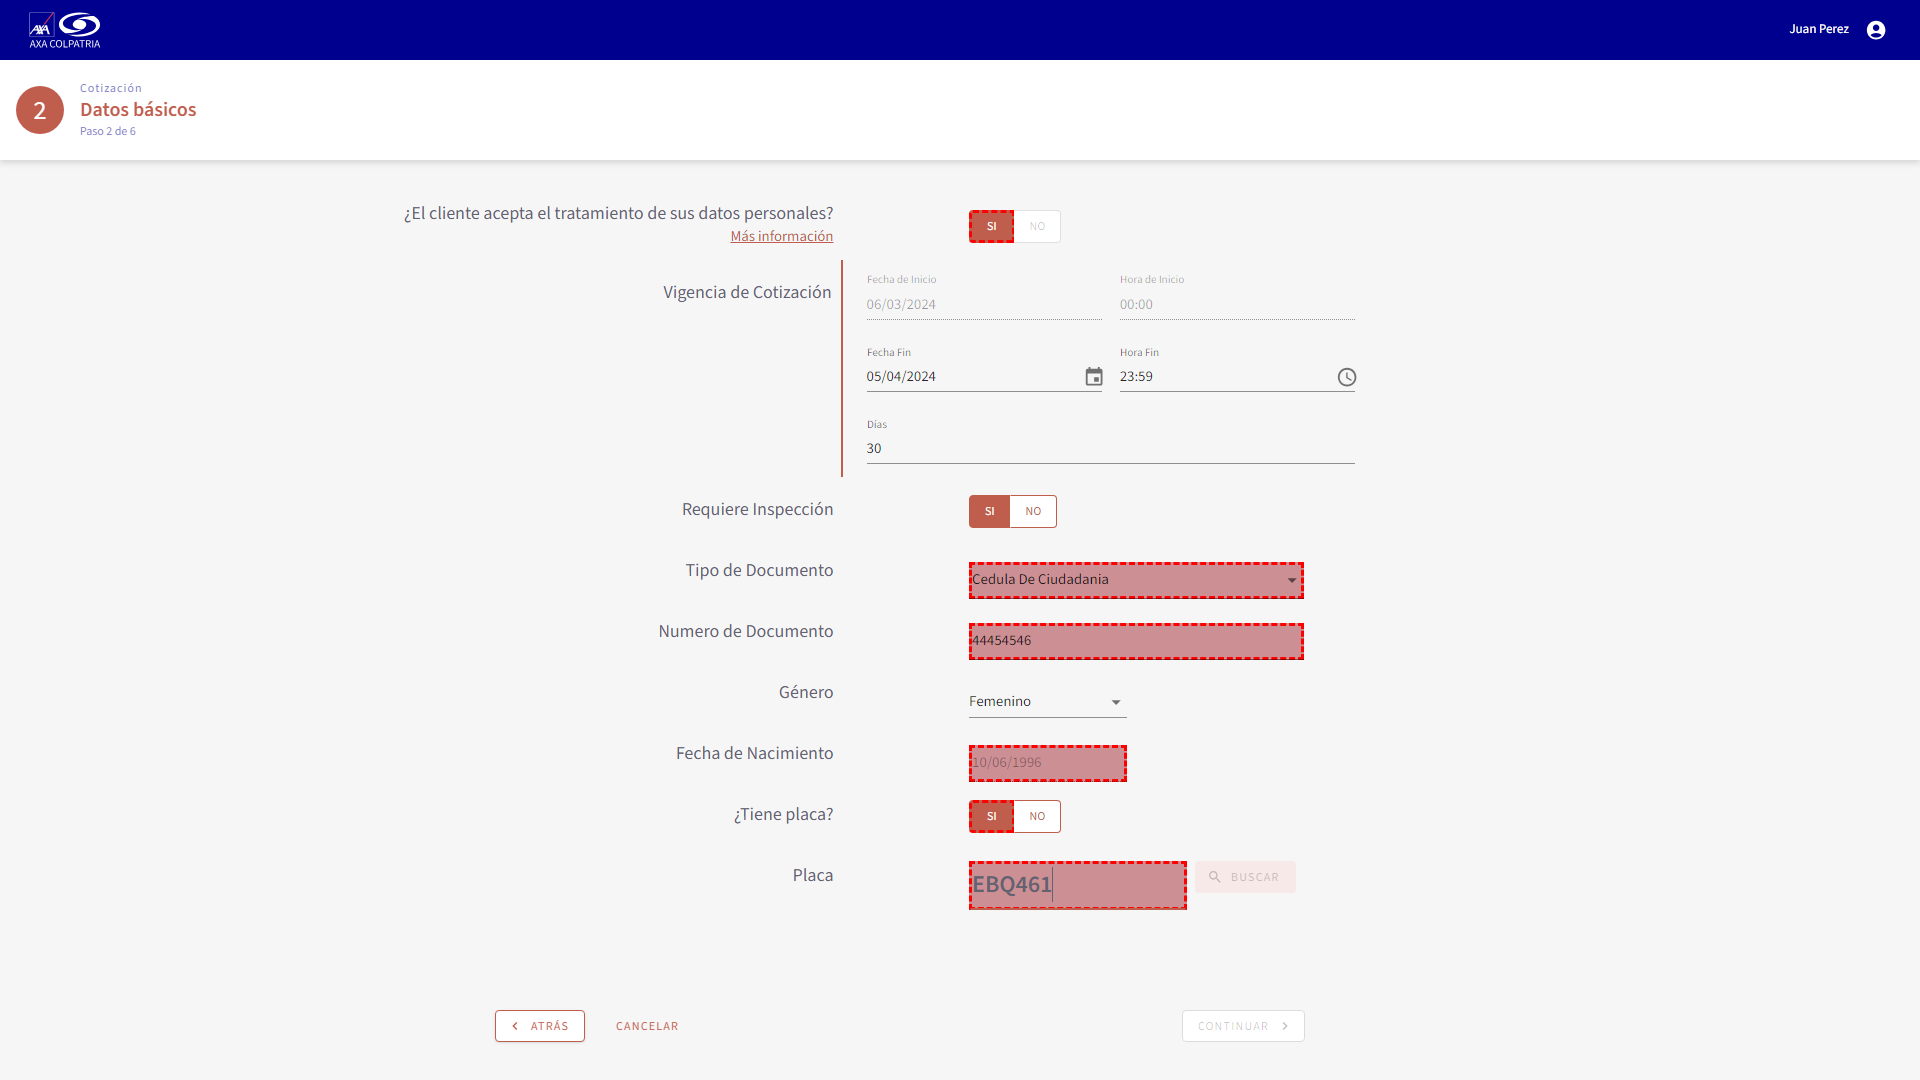 AXA COLPATRIA
Juan Perez
2
Cotización
Datos básicos
Paso 2 de 6
¿El cliente acepta el tratamiento de sus datos personales?
Más información
SI
NO
Vigencia de Cotización
Fecha de Inicio
Hora de Inicio
06/03/2024
00:00
Fecha Fin
Hora Fin
05/04/2024
23:59
Días
30
Requiere Inspección
SI
NO
Tipo de Documento
Cedula De Ciudadania
Numero de Documento
44454546
Género
Femenino
Fecha de Nacimiento
10/06/1996
¿Tiene placa?
SI
NO
Placa
EBQ461
BUSCAR
ATRÁS
CANCELAR
CONTINUAR